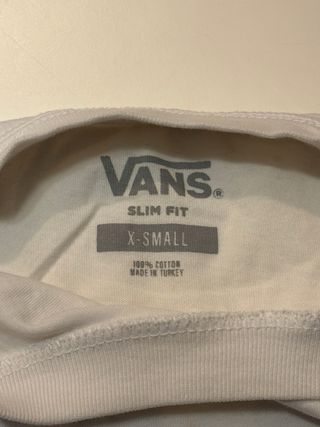 VANS®
SLIM FIT
X-SMALL
100% COTTON
MADE IN TURKEY